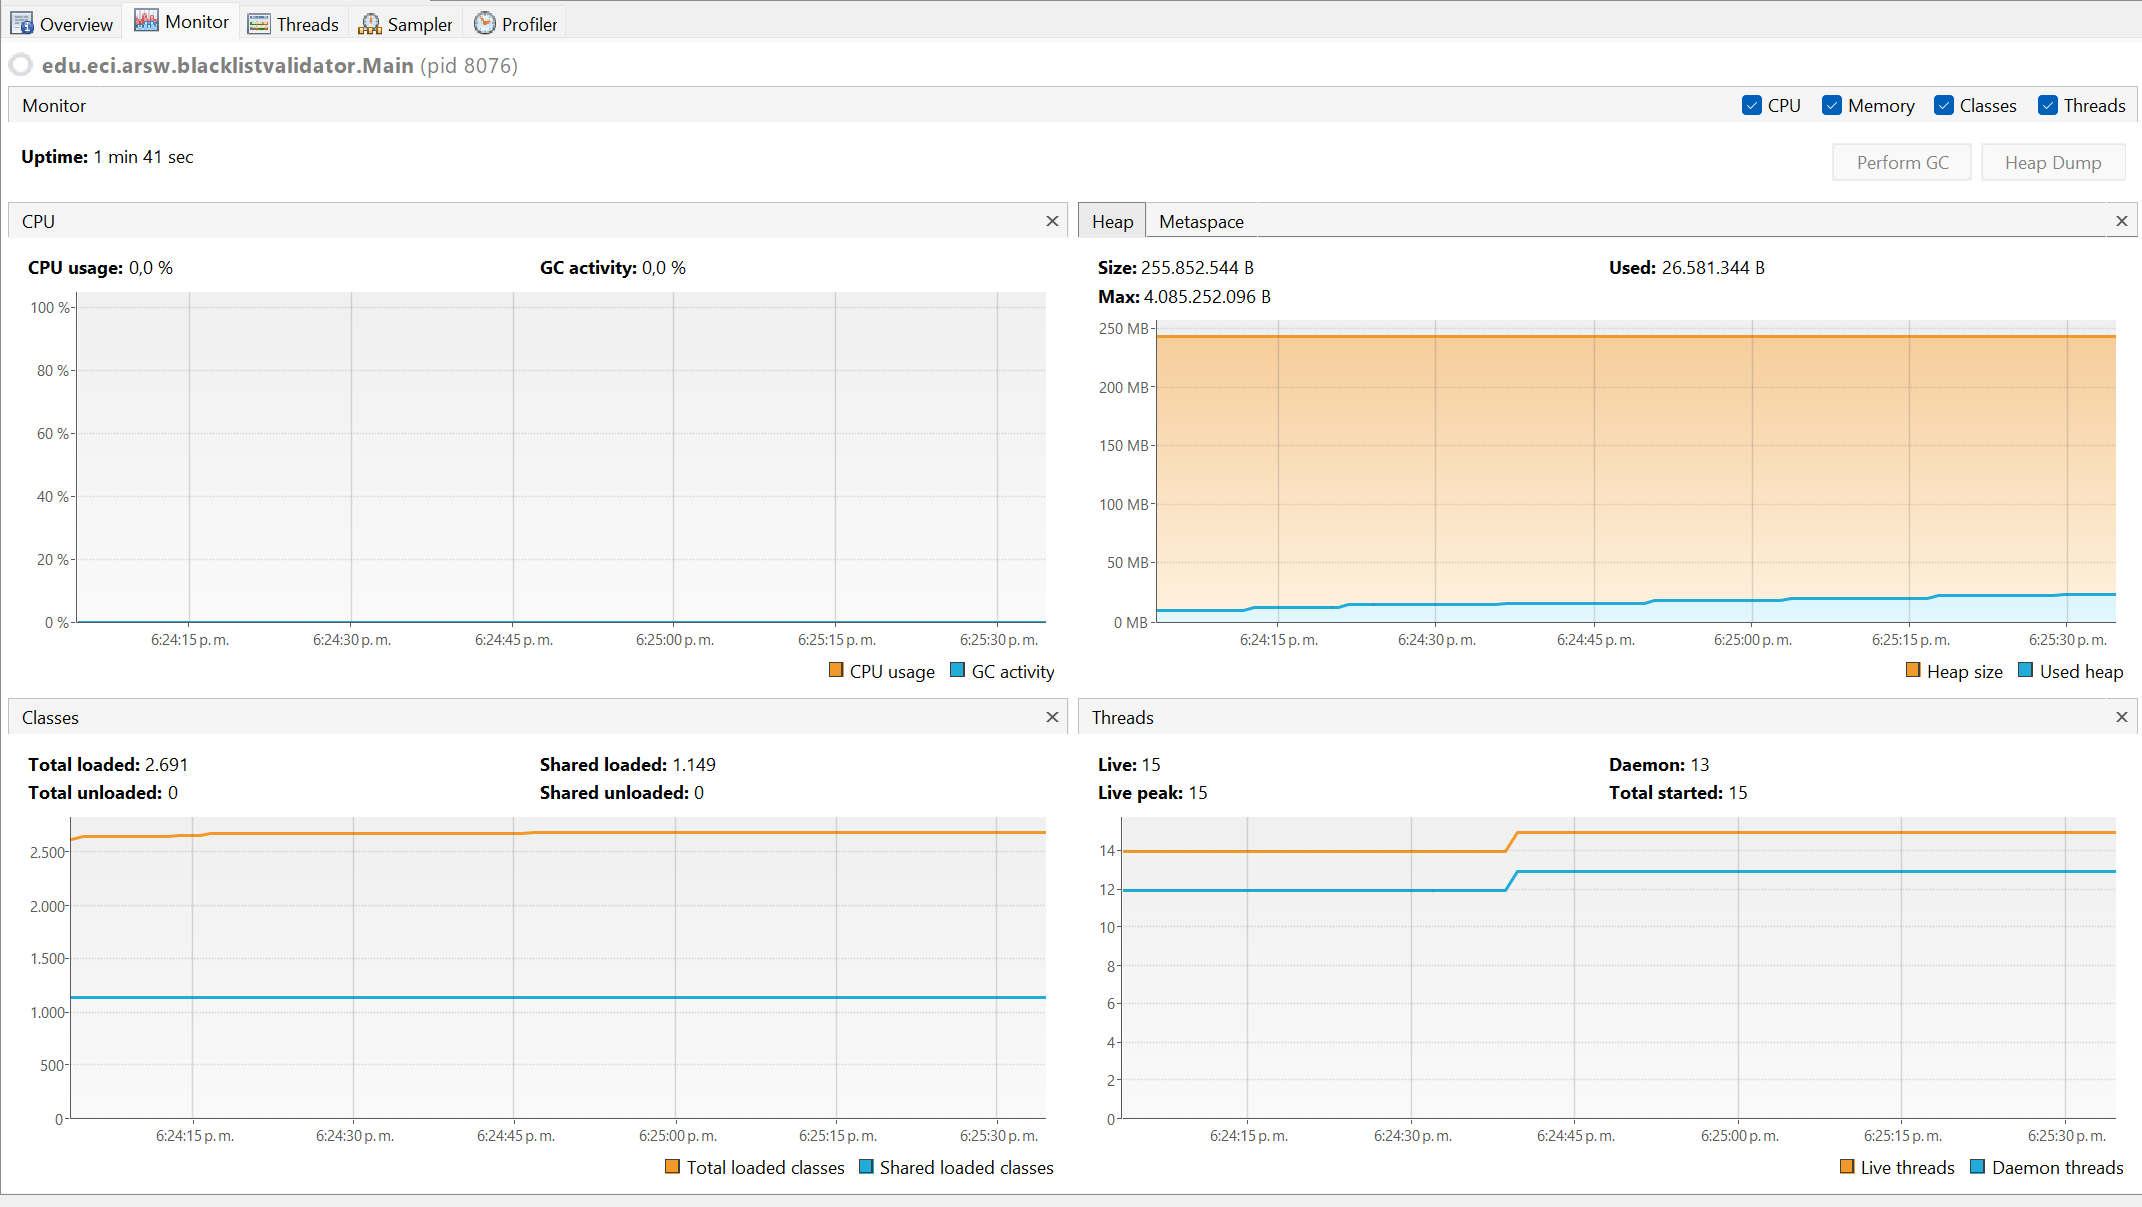 Overview Monitor Threads Sampler Profiler
edu.eci.arsw.blacklistvalidator.Main (pid 8076)
Monitor CPU Memory Classes Threads
Uptime: 1 min 41 sec
Perform GC Heap Dump
CPU
CPU usage: 0,0 % GC activity: 0,0 %
100 %
80 %
60 %
40 %
20 %
0 %
6:24:15 p. m. 6:24:30 p. m. 6:24:45 p. m. 6:25:00 p. m. 6:25:15 p. m. 6:25:30 p. m.
CPU usage GC activity
Heap Metaspace
Size: 255.852.544 B Used: 26.581.344 B
Max: 4.085.252.096 B
250 MB
200 MB
150 MB
100 MB
50 MB
0 MB
6:24:15 p. m. 6:24:30 p. m. 6:24:45 p. m. 6:25:00 p. m. 6:25:15 p. m. 6:25:30 p. m.
Heap size Used heap
Classes
Total loaded: 2.691 Shared loaded: 1.149
Total unloaded: 0 Shared unloaded: 0
2.500
2.000
1.500
1.000
500
0
6:24:15 p. m. 6:24:30 p. m. 6:24:45 p. m. 6:25:00 p. m. 6:25:15 p. m. 6:25:30 p. m.
Total loaded classes Shared loaded classes
Threads
Live: 15 Daemon: 13
Live peak: 15 Total started: 15
14
12
10
8
6
4
2
0
6:24:15 p. m. 6:24:30 p. m. 6:24:45 p. m. 6:25:00 p. m. 6:25:15 p. m. 6:25:30 p. m.
Live threads Daemon threads